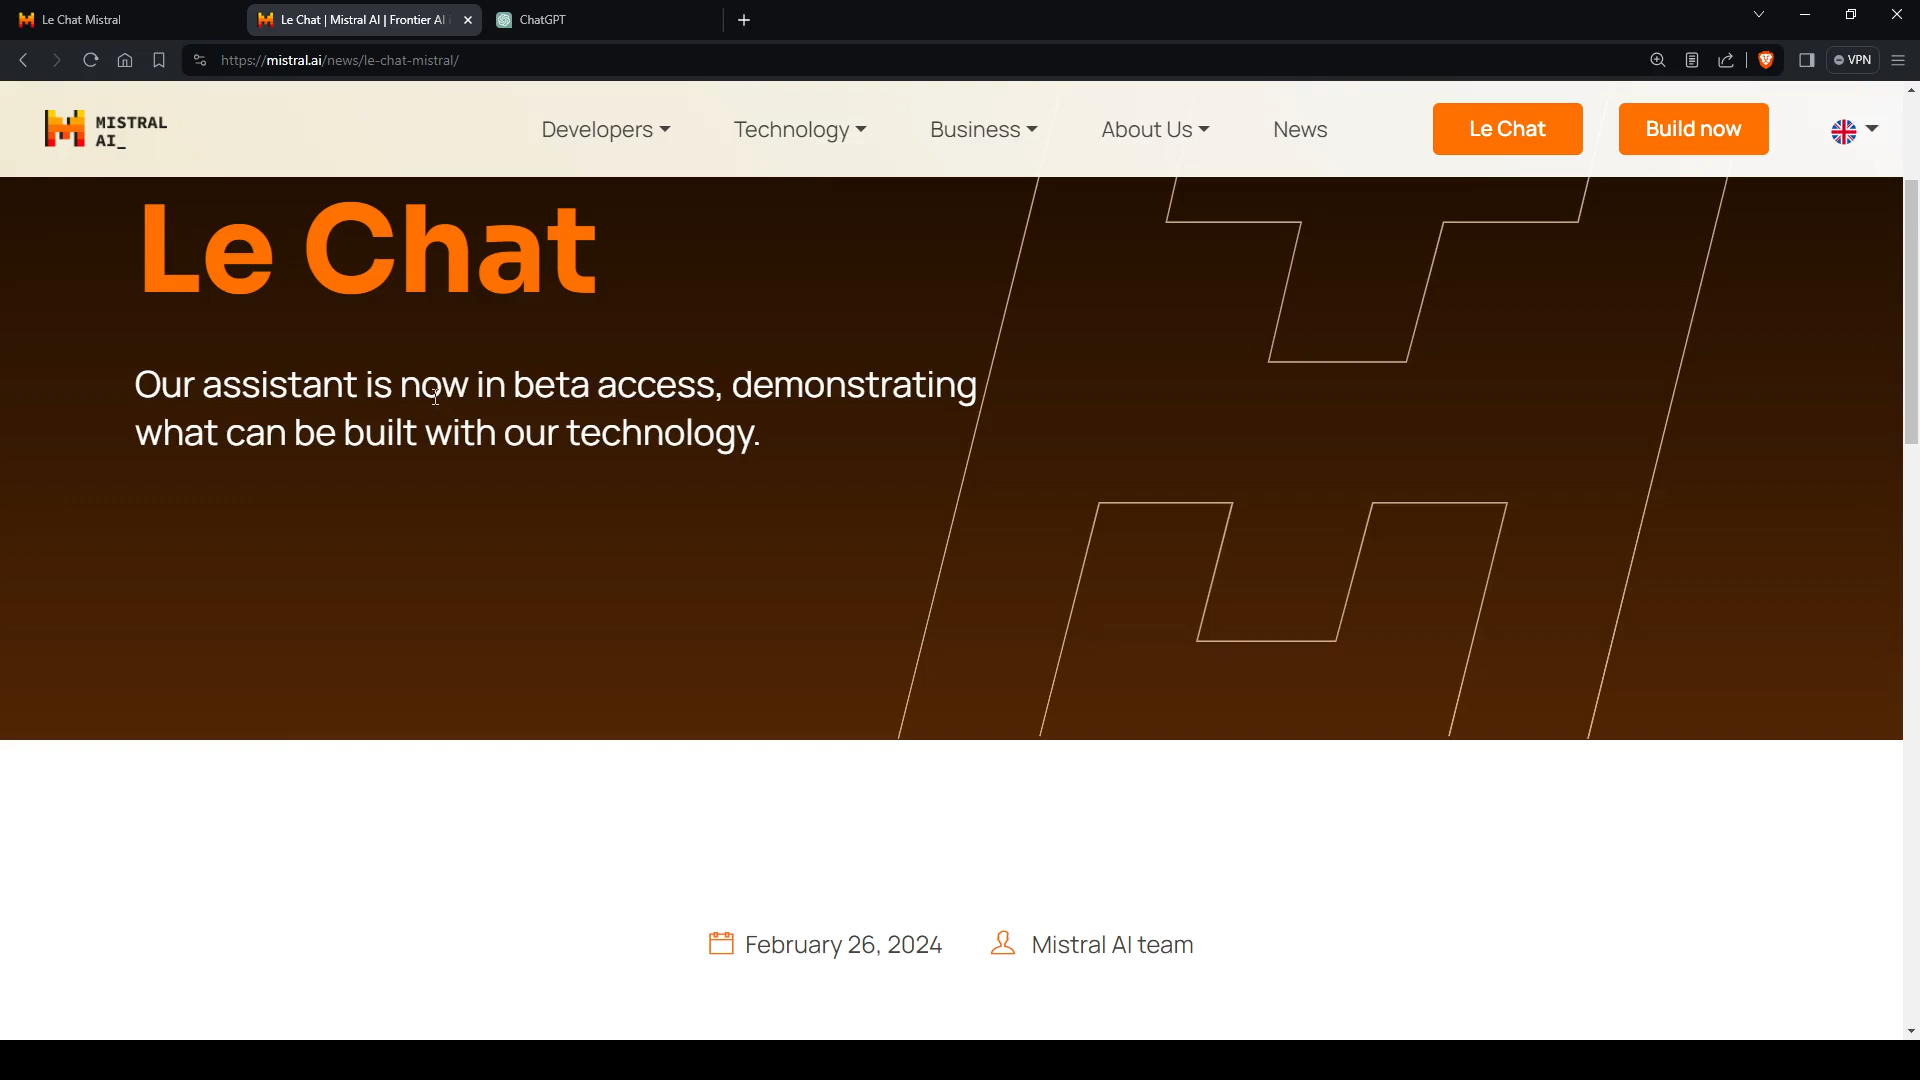 Le Chat Mistral
Le Chat | Mistral AI | Frontier AI
ChatGPT
https://mistral.ai/news/le-chat-mistral/
VPN
MISTRAL
AI_
Developers
Technology
Business
About Us
News
Le Chat
Build now
Le Chat
Our assistant is now in beta access, demonstrating
what can be built with our technology.
February 26, 2024
Mistral AI team